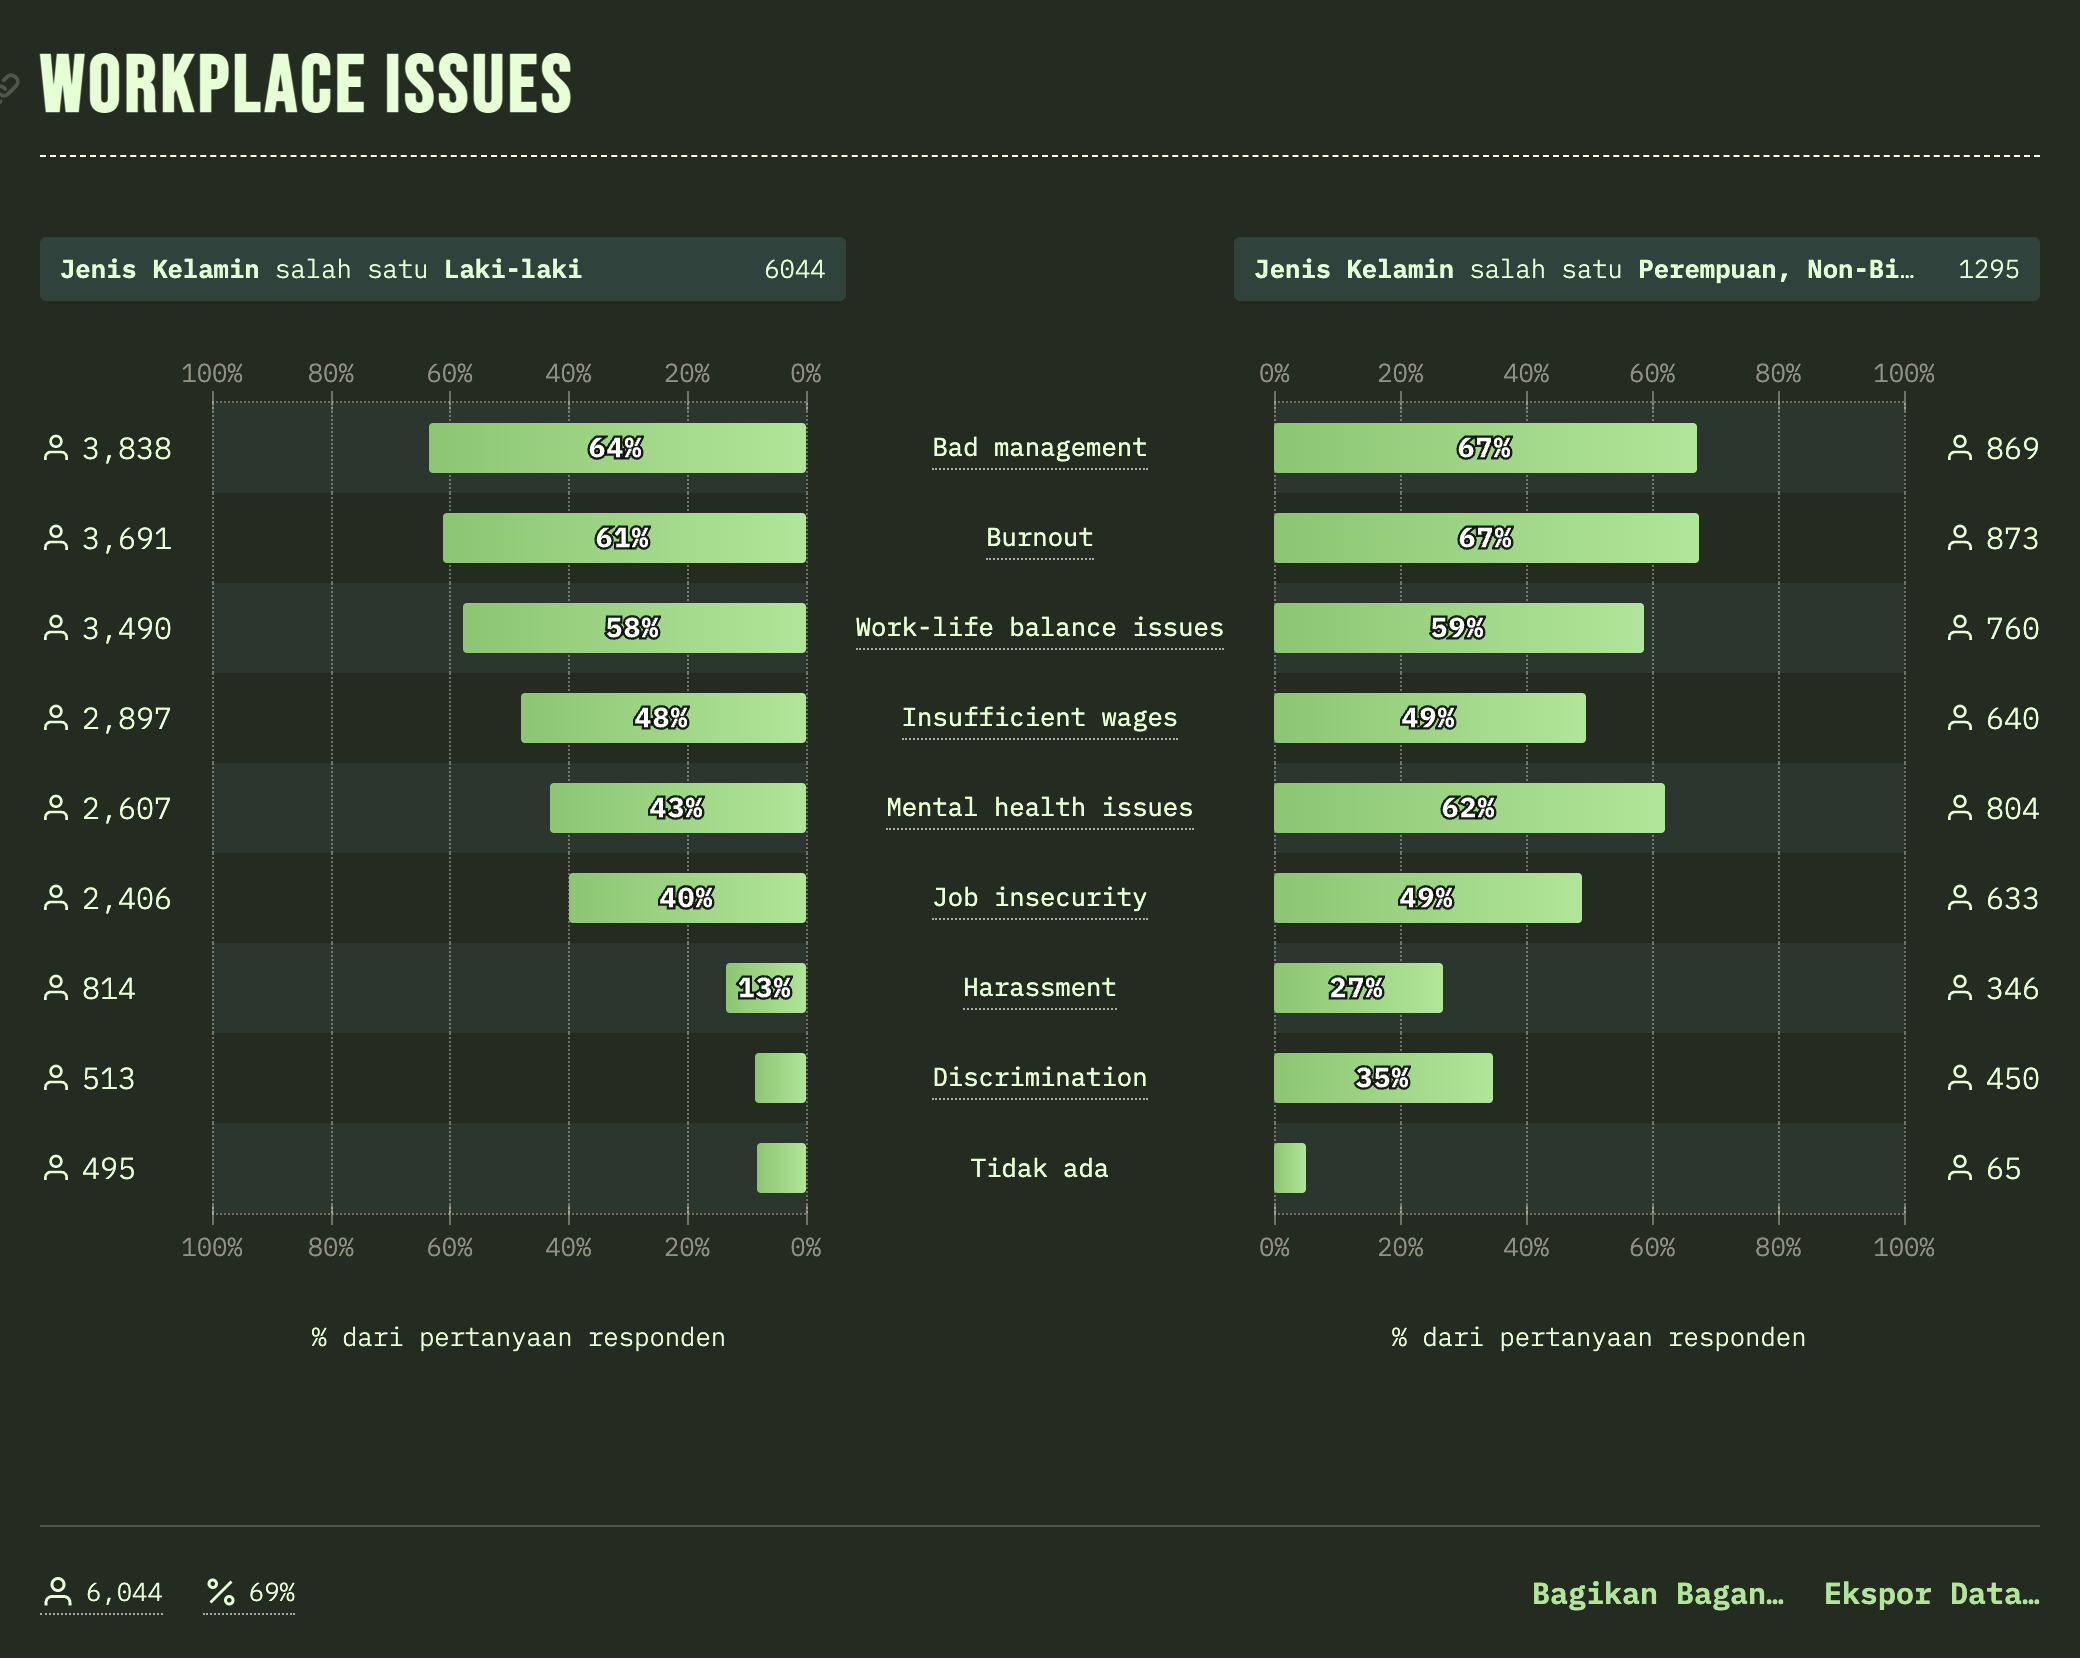 WORKPLACE ISSUES
Jenis Kelamin salah satu Laki-laki 6044
Jenis Kelamin salah satu Perempuan, Non-Bi… 1295
100% 80% 60% 40% 20% 0%
0% 20% 40% 60% 80% 100%
3,838 64% Bad management 67% 869
3,691 61% Burnout 67% 873
3,490 58% Work-life balance issues 59% 760
2,897 48% Insufficient wages 49% 640
2,607 43% Mental health issues 62% 804
2,406 40% Job insecurity 49% 633
814 13% Harassment 27% 346
513 Discrimination 35% 450
495 Tidak ada 65
100% 80% 60% 40% 20% 0%
0% 20% 40% 60% 80% 100%
% dari pertanyaan responden
% dari pertanyaan responden
6,044 69%
Bagikan Bagan… Ekspor Data…